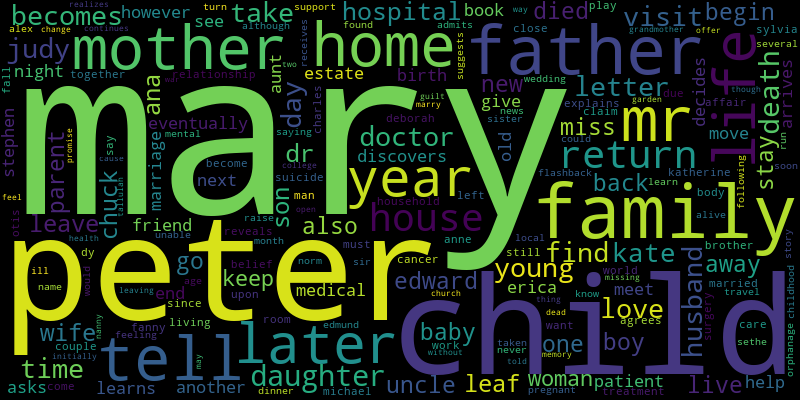 becomes however take hospital alex change although support found admits way book died play visit grandmother offer begin
realizes continues see turn receives close two suggests several sylvia
judy mother home father life
night together past relationship birth aunt estate
fall ana day new letter decides affair due death arrives
stephen mary charles guilt marry wedding news sister give explains claim stay
parent eventually deborah doctor miss mr move
promise mental saying discovers old return could run garden
cause say dr suicide year flashback katherine learn body soon
chuck marriage become next son man left back brother alive following
feel tallulah college household family
leave friend raise open house anne local
otis health unable reveals also must still find kate away story
peter month belief cancer young world missing married travel
ill dy go keep norm sir edward erica meet child
name would end since upon medical church thing dead know husband orphanage childhood
leaving age living room love agrees care sethe
wife feeling fanny edmund baby taken want boy surgery
time couple nanny tell later work never one memory
initially may without told
asks come learns another daughter dinner michael uncle leaf woman pregnant patient treatment live help
though